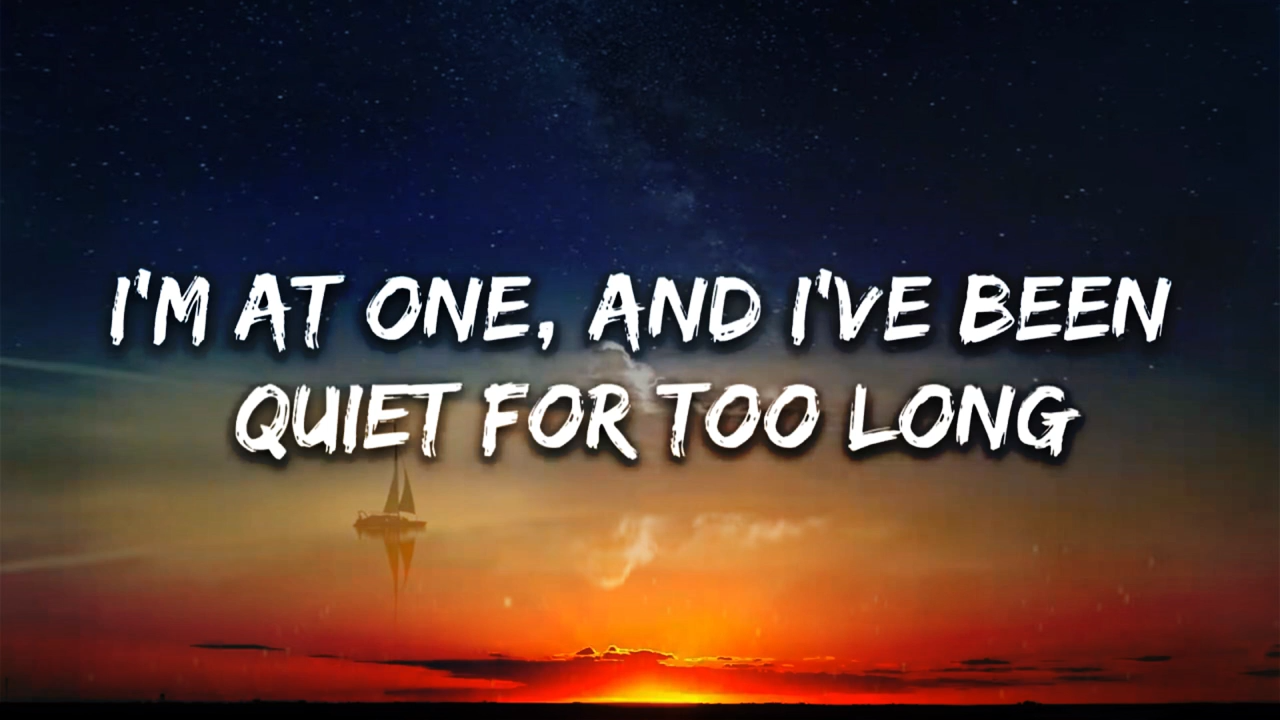 I'M AT ONE, AND I'VE BEEN
QUIET FOR TOO LONG